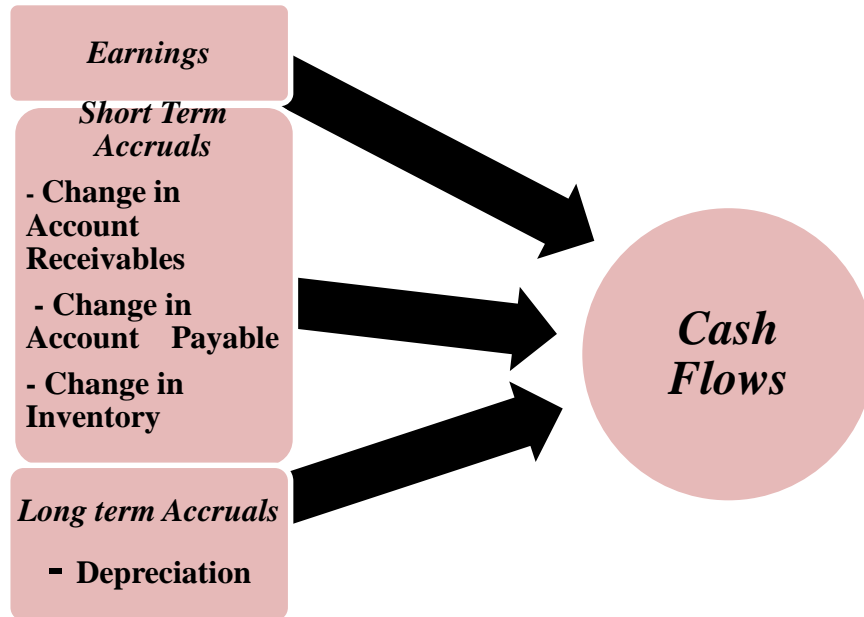 Earnings
Short Term
Accruals
- Change in
Account
Receivables
- Change in
Account Payable
- Change in
Inventory
Long term Accruals
- Depreciation
Cash
Flows